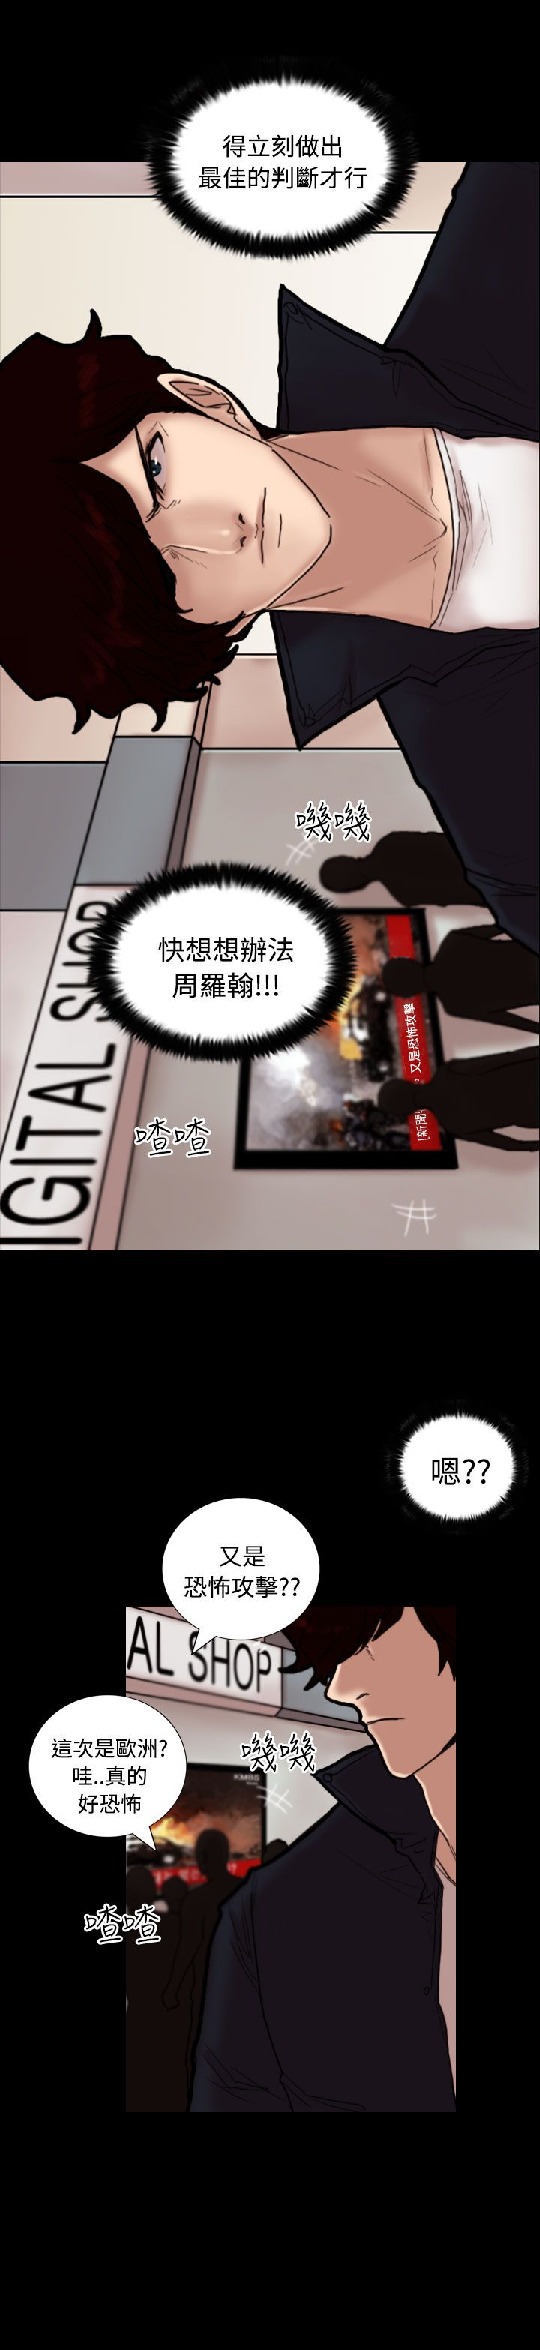 得立刻做出
最佳的判斷才行
嘰嘰
快想想辦法
周羅翰!!!
又是恐怖攻擊
IGITAL SHOP
喳喳
嗯??
又是
恐怖攻擊??
AL SHOP
這次是歐洲?
哇..真的
好恐怖
嘰嘰
喳喳